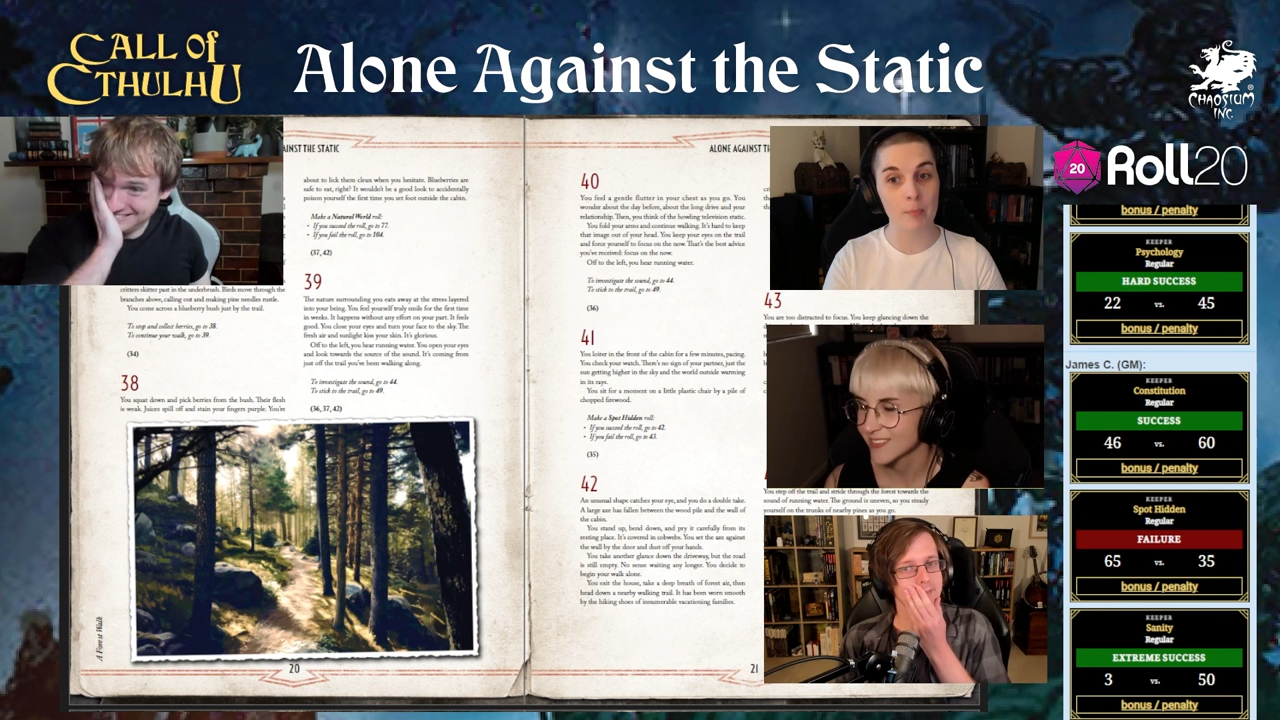 CALL of
CTHULHU
Alone Against the Static
CHAOSIUM
INC
®
AINST THE STATIC
about to lick them clean when you hesitate. Blueberries are
safe to eat, right? It wouldn't be a good look to accidentally
poison yourself the first time you set foot outside the cabin.
Make a Natural World roll:
• If you succeed the roll, go to 77.
• If you fail the roll, go to 104.
(37, 42)
39
The nature surrounding you eats away at the stress layered
into your being. You feel yourself truly smile for the first time
in weeks. It happens without any effort on your part. It feels
good. You close your eyes and turn your face to the sky. The
fresh air and sunlight kiss your skin. It's glorious.
Off to the left, you hear running water. You open your eyes
and look towards the source of the sound. It's coming from
just off the trail you've been walking along.
To investigate the sound, go to 44.
To stick to the trail, go to 49.
(36, 37, 42)
critters skitter past in the underbrush. Birds move through the
branches above, calling out and making pine needles rustle.
You come across a blueberry bush just by the trail.
To stop and collect berries, go to 38.
To continue your walk, go to 39.
(34)
38
You squat down and pick berries from the bush. Their flesh
is weak. Juices spill off and stain your fingers purple. You're
A Forest Walk
20
ALONE AGAINST TH
40
You feel a gentle flutter in your chest as you go. You
wonder about the day before, about the long drive and your
relationship. Then, you think of the howling television static.
You fold your arms and continue walking. It's hard to keep
that image out of your head. You keep your eyes on the trail
and force yourself to focus on the now. That's the best advice
you've received: focus on the now.
Off to the left, you hear running water.
To investigate the sound, go to 44.
To stick to the trail, go to 49.
(36)
41
You loiter in the front of the cabin for a few minutes, pacing.
You check your watch. There's no sign of your partner, just the
sun getting higher in the sky and the world outside warming
in its rays.
You sit for a moment on a little plastic chair by a pile of
chopped firewood.
Make a Spot Hidden roll:
• If you succeed the roll, go to 42.
• If you fail the roll, go to 43.
(35)
42
An unusual shape catches your eye, and you do a double take.
A large axe has fallen between the wood pile and the wall of
the cabin.
You stand up, bend down, and pry it carefully from its
resting place. It's covered in cobwebs. You set the axe against
the wall by the door and dust off your hands.
You take another glance down the driveway, but the road
is still empty. No sense waiting any longer. You decide to
begin your walk alone.
You exit the house, take a deep breath of forest air, then
head down a nearby walking trail. It has been worn smooth
by the hiking shoes of innumerable vacationing families.
43
You are too distracted to focus. You keep glancing down the
You step off the trail and stride through the forest towards the
sound of running water. The ground is uneven, so you steady
yourself on the trunks of nearby pines as you go.
21
20
Roll20
bonus / penalty
KEEPER
Psychology
Regular
HARD SUCCESS
22 vs. 45
bonus / penalty
James C. (GM):
KEEPER
Constitution
Regular
SUCCESS
46 vs. 60
bonus / penalty
KEEPER
Spot Hidden
Regular
FAILURE
65 vs. 35
bonus / penalty
KEEPER
Sanity
Regular
EXTREME SUCCESS
3 vs. 50
bonus / penalty